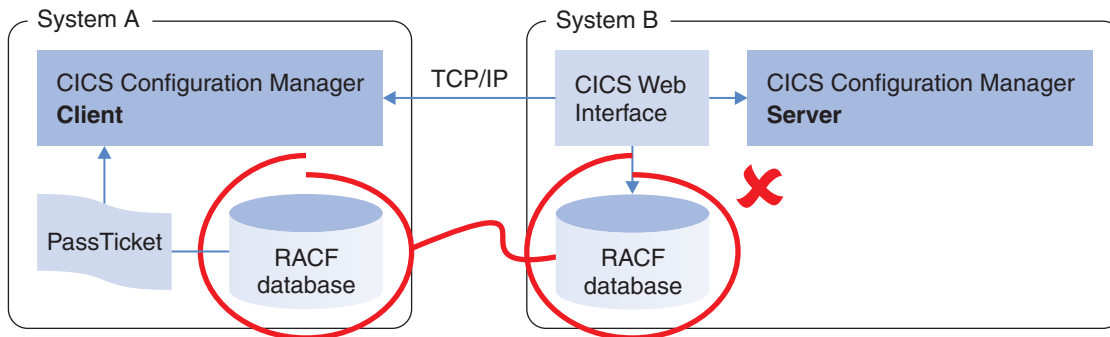 System A
System B
CICS Configuration Manager
Client
TCP/IP
CICS Web
Interface
CICS Configuration Manager
Server
PassTicket
RACF
database
RACF
database